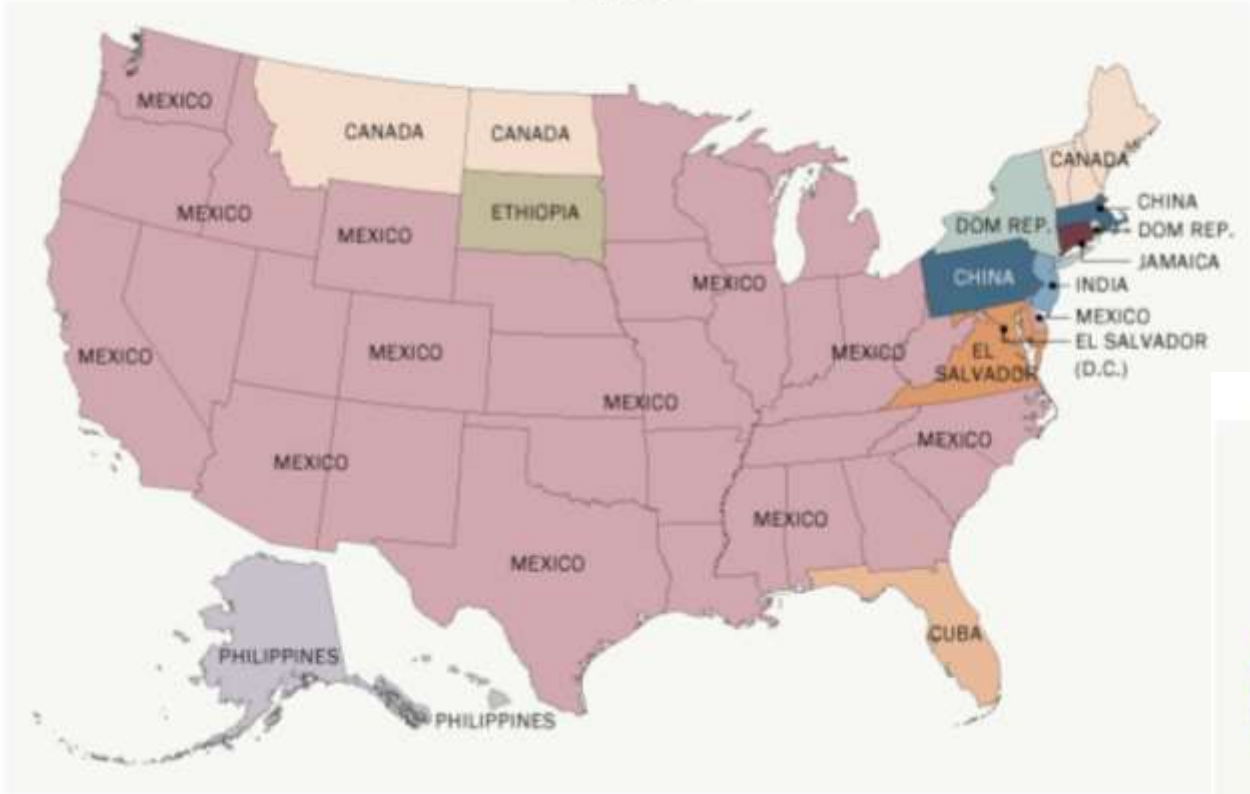 MEXICO
CANADA
CANADA
CANADA
CHINA
DOM REP.
DOM REP.
JAMAICA
MEXICO
MEXICO
ETHIOPIA
CHINA
INDIA
MEXICO
MEXICO
EL SALVADOR
(D.C.)
MEXICO
MEXICO
MEXICO
EL
SALVADOR
MEXICO
MEXICO
MEXICO
MEXICO
MEXICO
CUBA
PHILIPPINES
PHILIPPINES